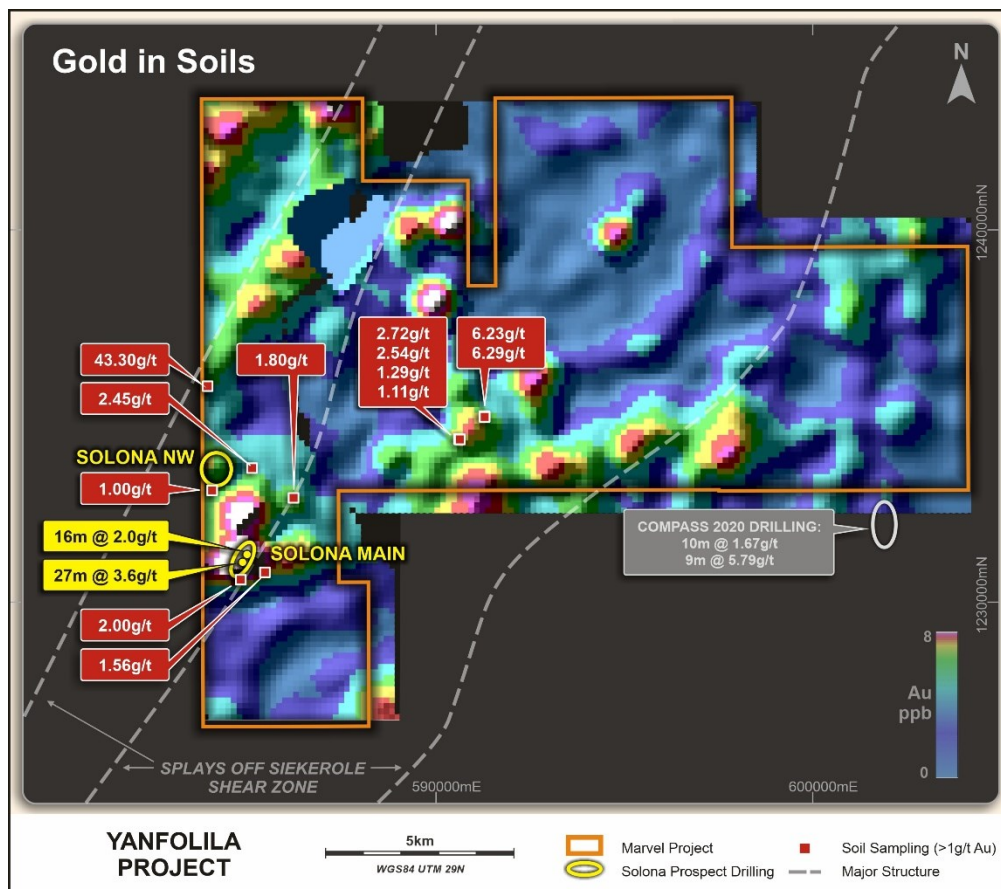 Gold in Soils
N
1240000mN
43.30g/t
2.45g/t
1.80g/t
2.72g/t
2.54g/t
1.29g/t
1.11g/t
6.23g/t
6.29g/t
SOLONA NW
1.00g/t
16m @ 2.0g/t
27m @ 3.6g/t
SOLONA MAIN
2.00g/t
1.56g/t
COMPASS 2020 DRILLING:
10m @ 1.67g/t
9m @ 5.79g/t
1230000mN
8
Au
ppb
0
SPLAYS OFF SIEKEROLE
SHEAR ZONE
590000mE
600000mE
YANFOLILA
PROJECT
5km
WGS84 UTM 29N
Marvel Project
Solona Prospect Drilling
Soil Sampling (>1g/t Au)
Major Structure